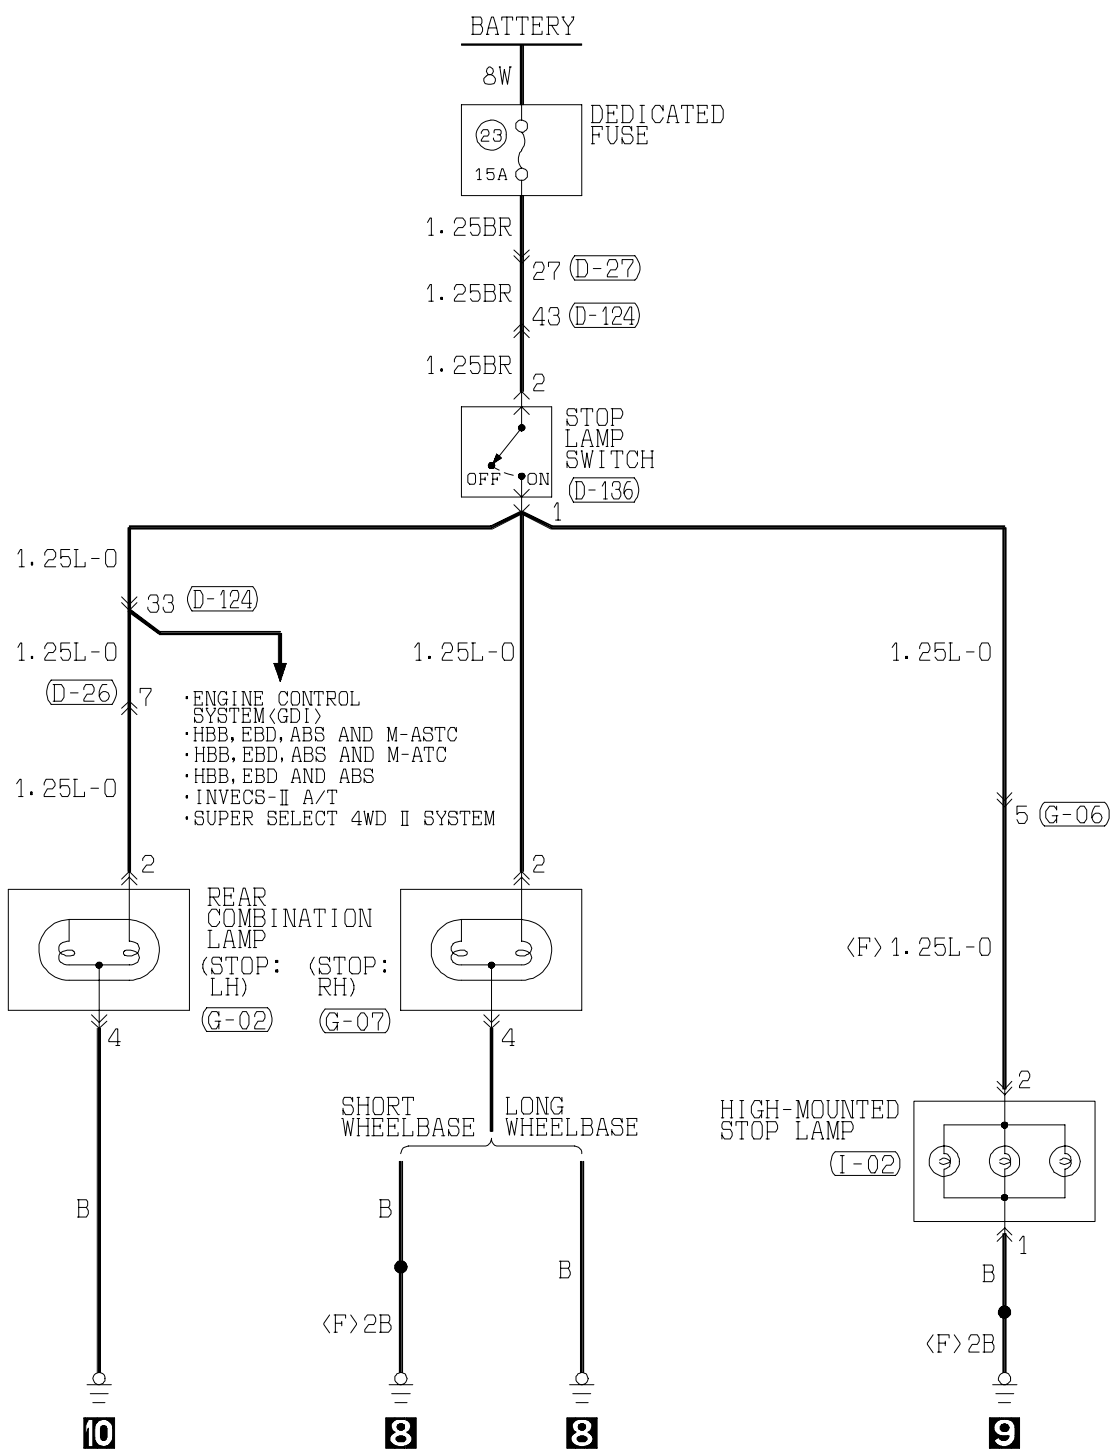 BATTERY
8W
DEDICATED
FUSE
23
15A
1.25BR
27 D-27
1.25BR
43 D-124
1.25BR
2
STOP
LAMP
SWITCH
OFF ON
D-136
1
1.25L-O
33 D-124
1.25L-O
1.25L-O
1.25L-O
D-26 7
·ENGINE CONTROL
SYSTEM<GDI>
·HBB,EBD,ABS AND M-ASTC
·HBB,EBD,ABS AND M-ATC
·HBB,EBD AND ABS
·INVECS-Ⅱ A/T
·SUPER SELECT 4WD Ⅱ SYSTEM
1.25L-O
5 G-06
2
2
REAR
COMBINATION
LAMP
(STOP:
LH)
G-02
(STOP:
RH)
G-07
<F>1.25L-O
4
4
2
HIGH-MOUNTED
STOP LAMP
I-02
SHORT
WHEELBASE
LONG
WHEELBASE
B
B
B
<F>2B
1
B
<F>2B
10
8
8
9